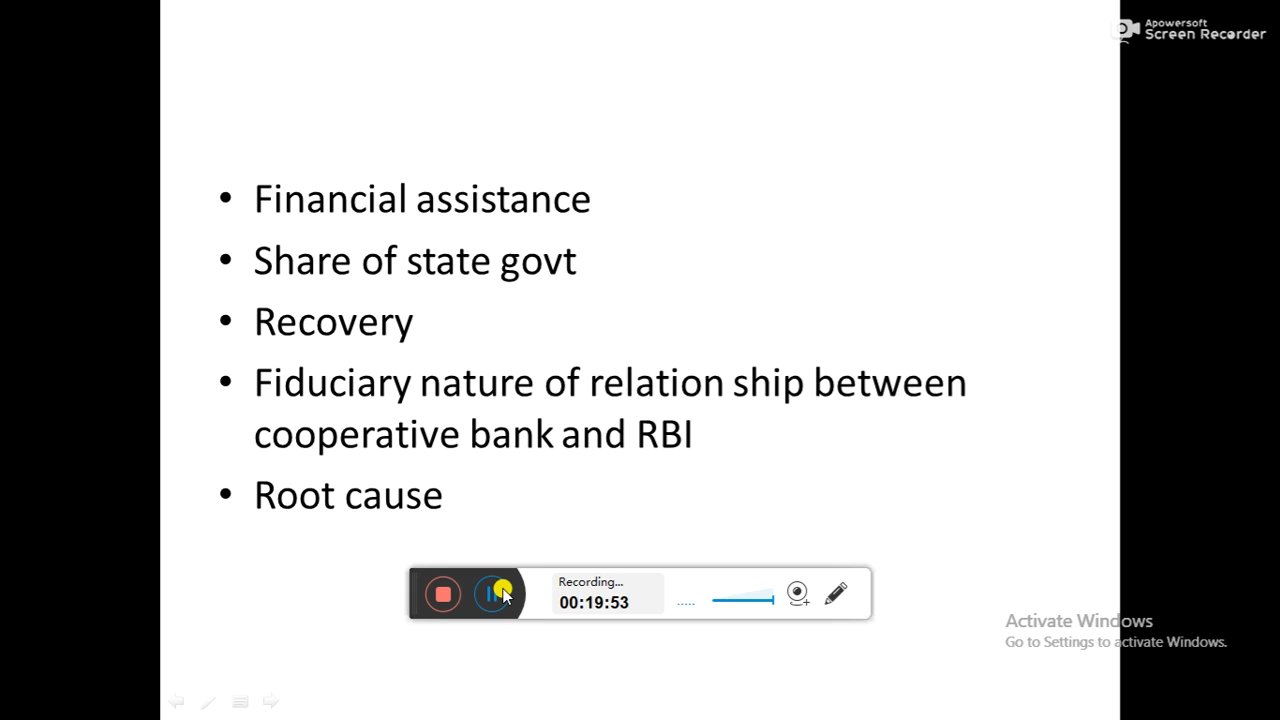 Apowersoft
Screen Recorder
• Financial assistance
• Share of state govt
• Recovery
• Fiduciary nature of relation ship between
cooperative bank and RBI
• Root cause
Recording...
00:19:53
Activate Windows
Go to Settings to activate Windows.